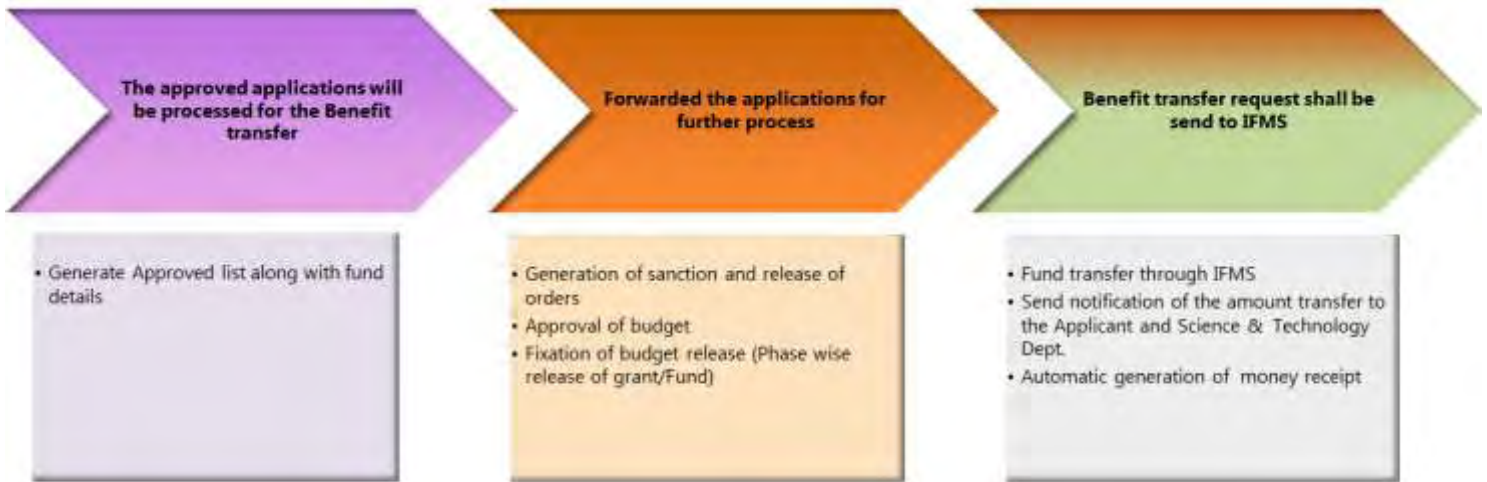 The approved applications will
be processed for the Benefit
transfer
Forwarded the applications for
further process
Benefit transfer request shall be
send to IFMS
• Generate Approved list along with fund
details
• Generation of sanction and release of
orders
• Approval of budget
• Fixation of budget release (Phase wise
release of grant/Fund)
• Fund transfer through IFMS
• Send notification of the amount transfer to
the Applicant and Science & Technology
Dept.
• Automatic generation of money receipt